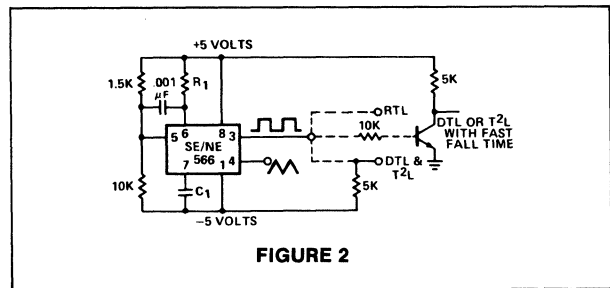 +5 VOLTS
1.5K
.001
µF
R1
5K
5 6 8 3
SE/NE
566
4
7 1
RTL
10K
DTL OR T²L
WITH FAST
FALL TIME
DTL &
T²L
10K
C1
5K
−5 VOLTS
FIGURE 2